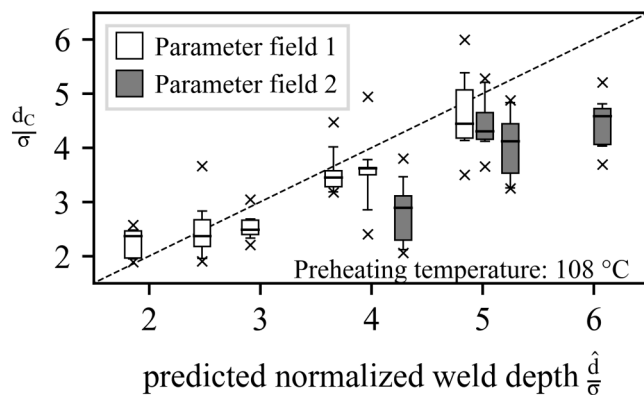 6
5
4
3
2
d_C/σ
Parameter field 1
Parameter field 2
Preheating temperature: 108 °C
2 3 4 5 6
predicted normalized weld depth d̂/σ